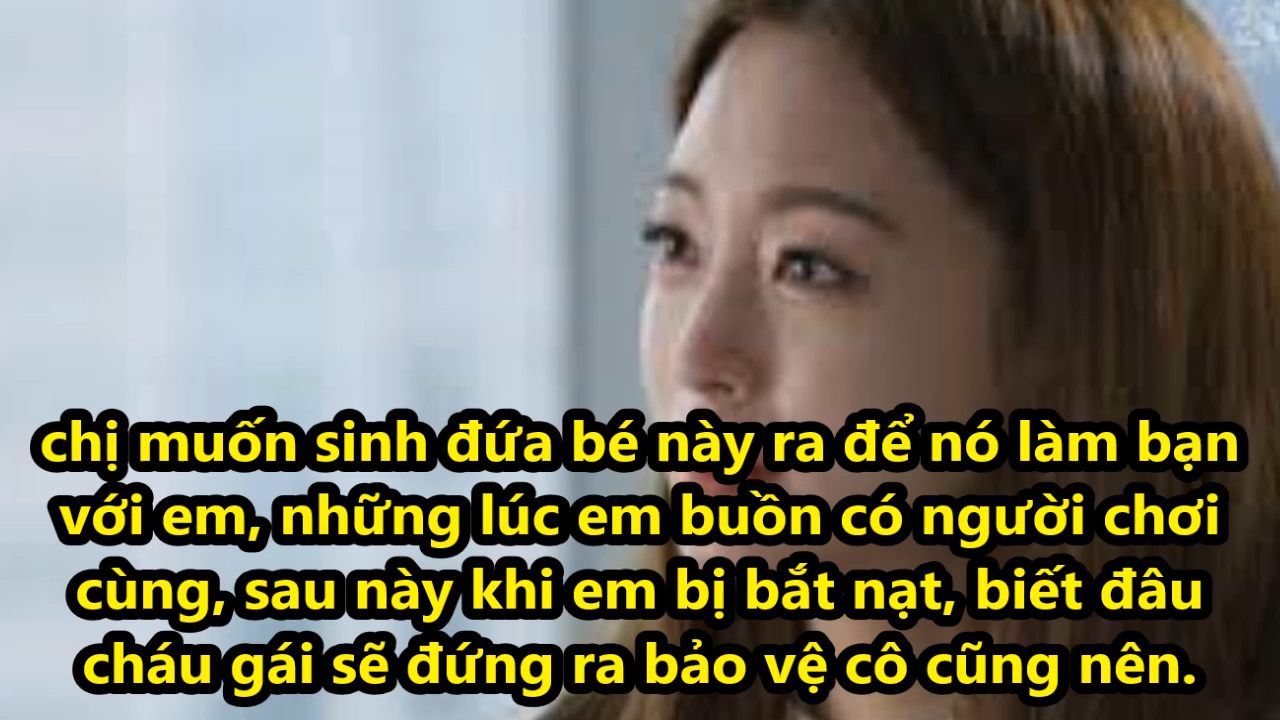 chị muốn sinh đứa bé này ra để nó làm bạn
với em, những lúc em buồn có người chơi
cùng, sau này khi em bị bắt nạt, biết đâu
cháu gái sẽ đứng ra bảo vệ cô cũng nên.